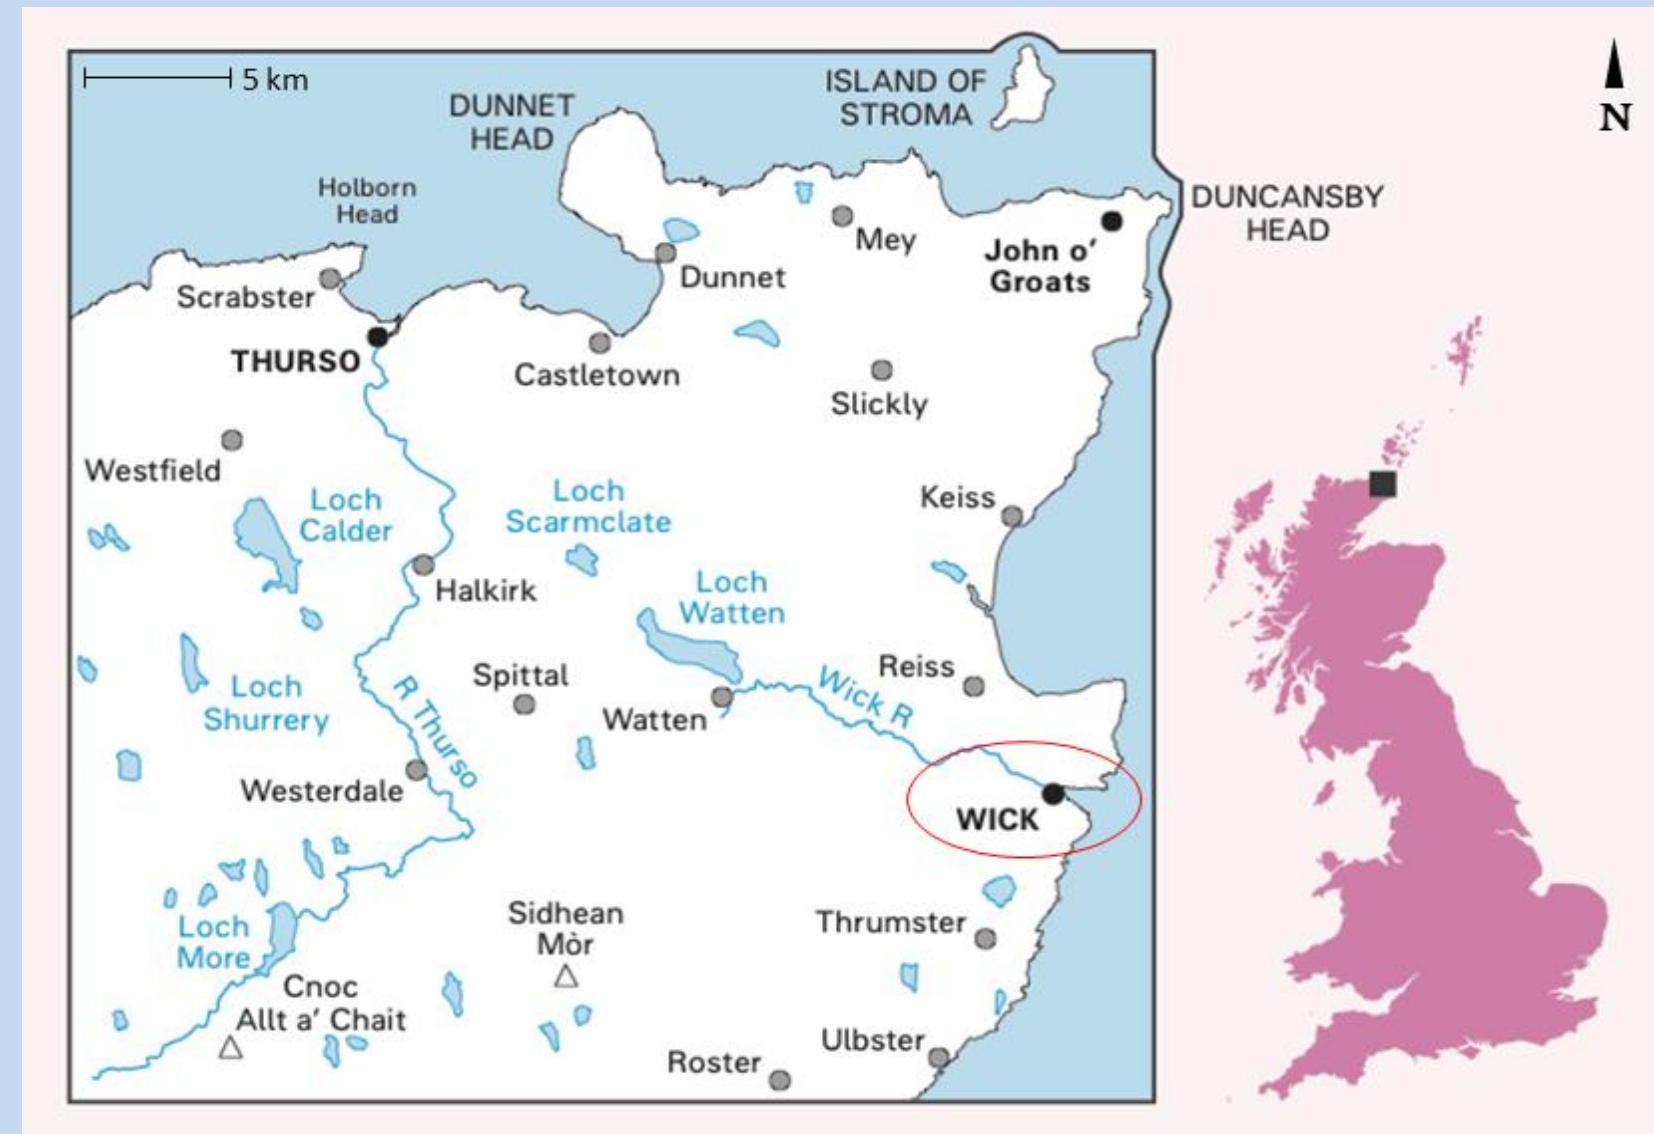 5 km
DUNNET
HEAD
ISLAND OF
STROMA
N
Holborn
Head
DUNCANSBY
HEAD
Mey
John o’
Groats
Dunnet
Scrabster
THURSO
Castletown
Slickly
Westfield
Loch
Calder
Loch
Scarmclate
Keiss
Halkirk
Loch
Watten
Reiss
Spittal
Loch
Shurrery
R Thurso
Watten
Wick R
Westerdale
WICK
Sidhean
Mòr
Thrumster
Loch
More
Cnoc
Allt a’ Chait
Ulbster
Roster